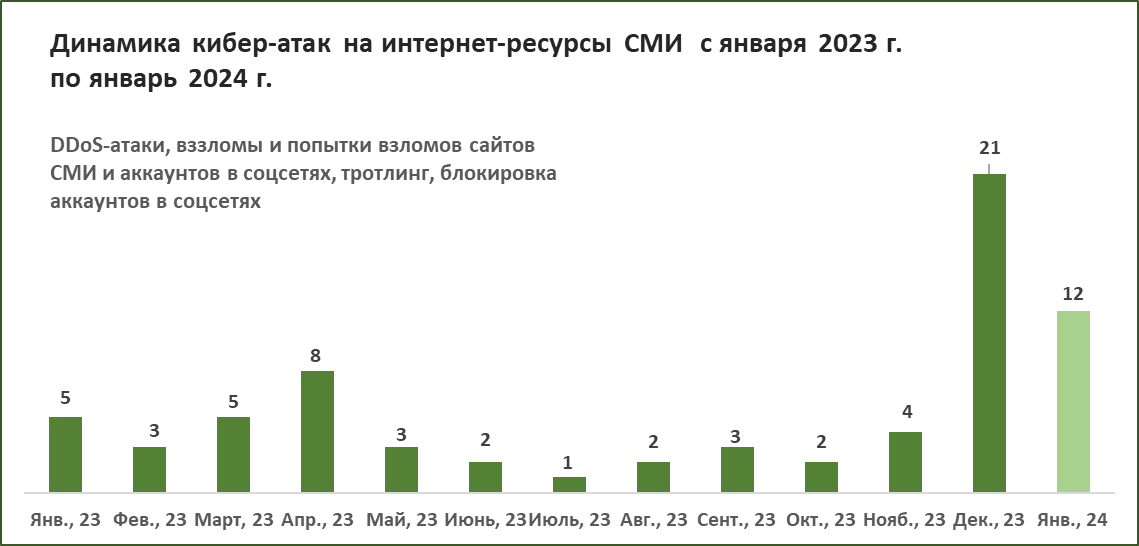 Динамика кибер-атак на интернет-ресурсы СМИ с января 2023 г.
по январь 2024 г.
DDoS-атаки, вззломы и попытки взломов сайтов
СМИ и аккаунтов в соцсетях, тротлинг, блокировка
аккаунтов в соцсетях
5
3
5
8
3
2
1
2
3
2
4
21
12
Янв., 23 Фев., 23 Март, 23 Апр., 23 Май, 23 Июнь, 23 Июль, 23 Авг., 23 Сент., 23 Окт., 23 Нояб., 23 Дек., 23 Янв., 24